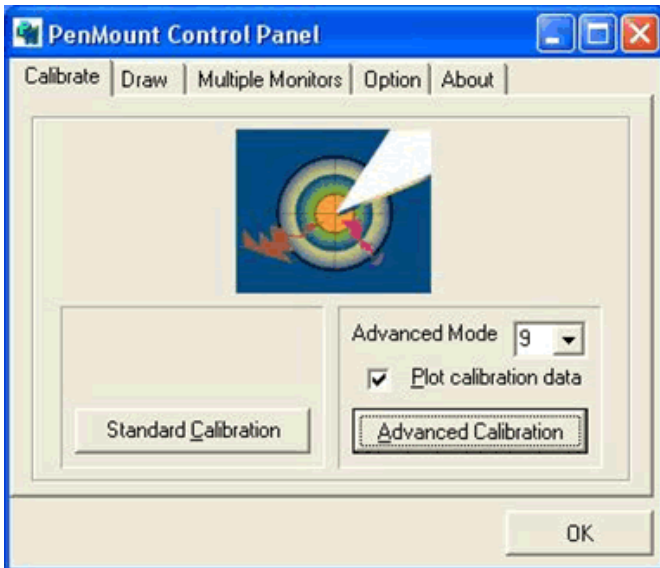 PenMount Control Panel
Calibrate Draw Multiple Monitors Option About
Advanced Mode 9
Plot calibration data
Standard Calibration
Advanced Calibration
OK